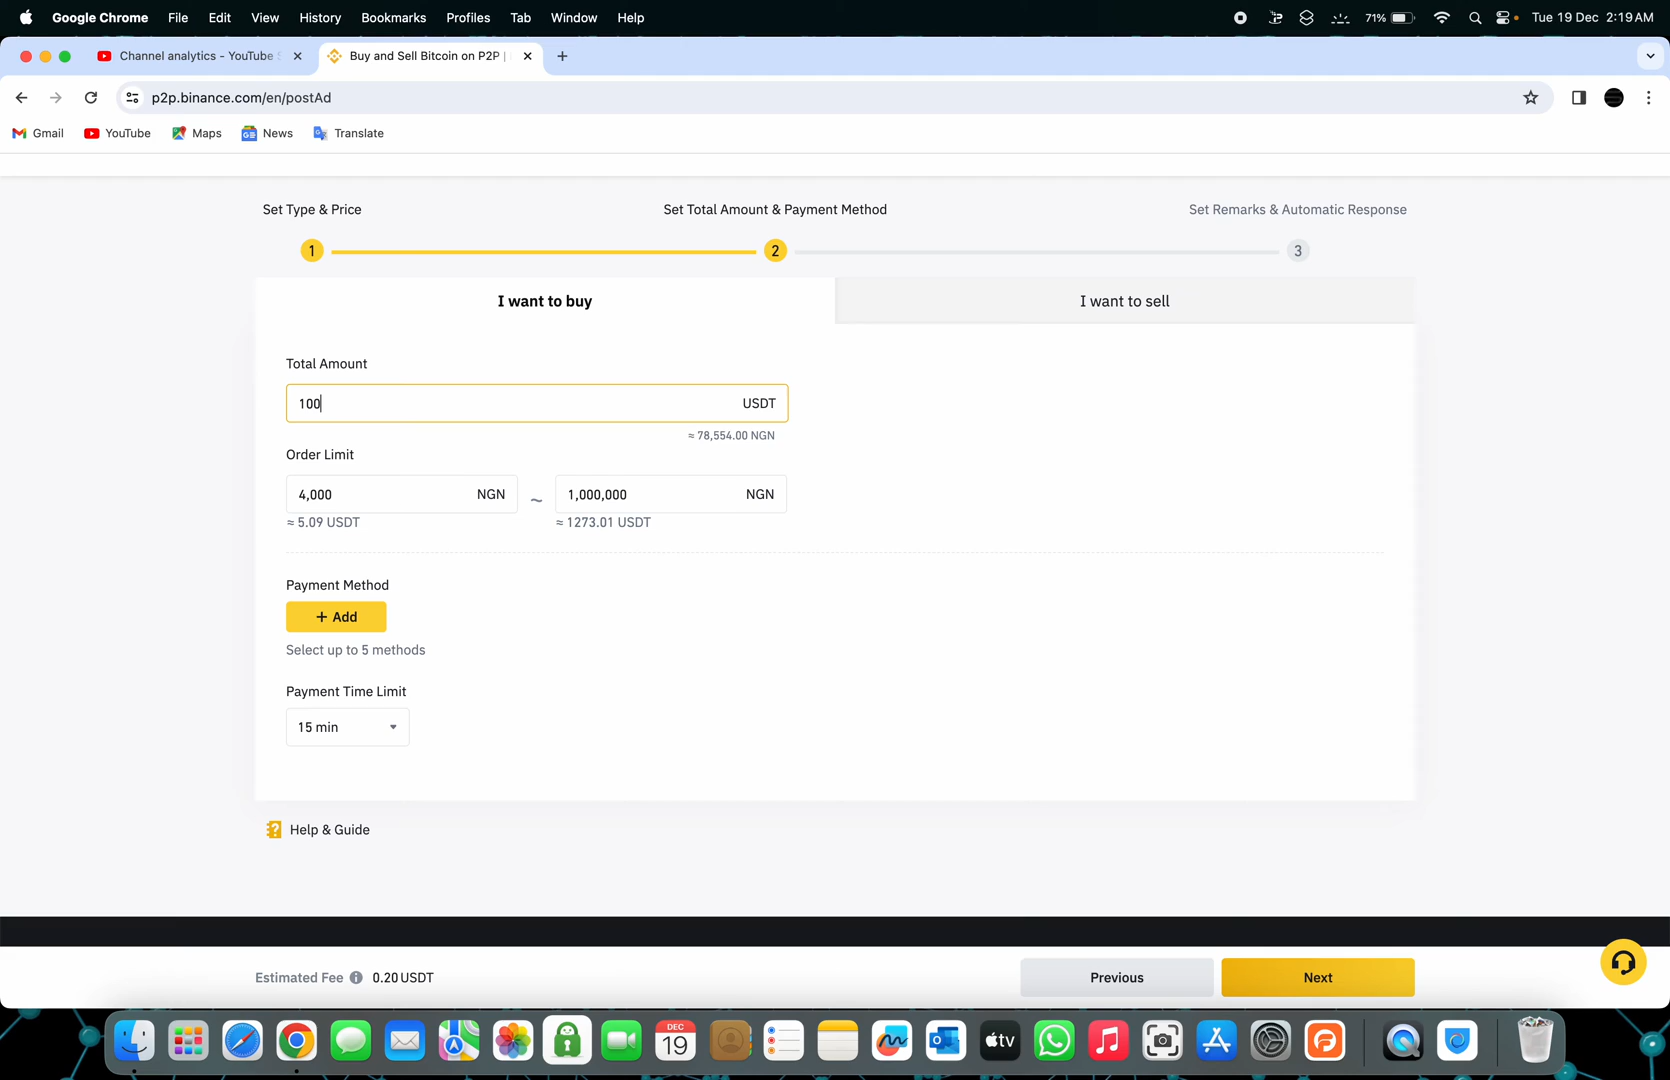 Google Chrome File Edit View History Bookmarks Profiles Tab Window Help 71% Tue 19 Dec 2:19 AM
Channel analytics - YouTube Buy and Sell Bitcoin on P2P |
p2p.binance.com/en/postAd
Gmail YouTube Maps News Translate
Set Type & Price Set Total Amount & Payment Method Set Remarks & Automatic Response
1 2 3
I want to buy I want to sell
Total Amount
100 USDT
≈ 78,554.00 NGN
Order Limit
4,000 NGN ~ 1,000,000 NGN
≈ 5.09 USDT ≈ 1273.01 USDT
Payment Method
+ Add
Select up to 5 methods
Payment Time Limit
15 min
Help & Guide
Estimated Fee 0.20 USDT Previous Next
DEC
19
tv